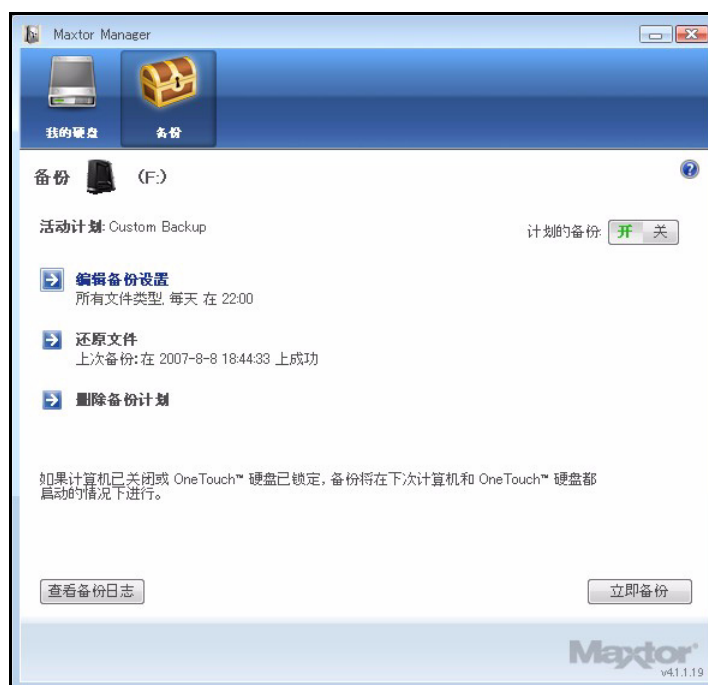 Maxtor Manager
我的硬盘
备份
备份 (F:)
活动计划: Custom Backup
计划的备份: 开 关
编辑备份设置
所有文件类型, 每天 在 22:00
还原文件
上次备份: 在 2007-8-8 18:44:33 上成功
删除备份计划
如果计算机已关闭或 OneTouch™ 硬盘已锁定, 备份将在下次计算机和 OneTouch™ 硬盘都
启动的情况下进行。
查看备份日志
立即备份
Maxtor
v4.1.1.19